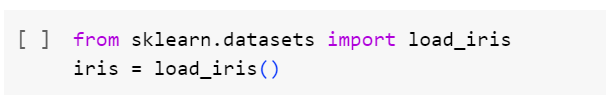 [ ] from sklearn.datasets import load_iris
iris = load_iris()